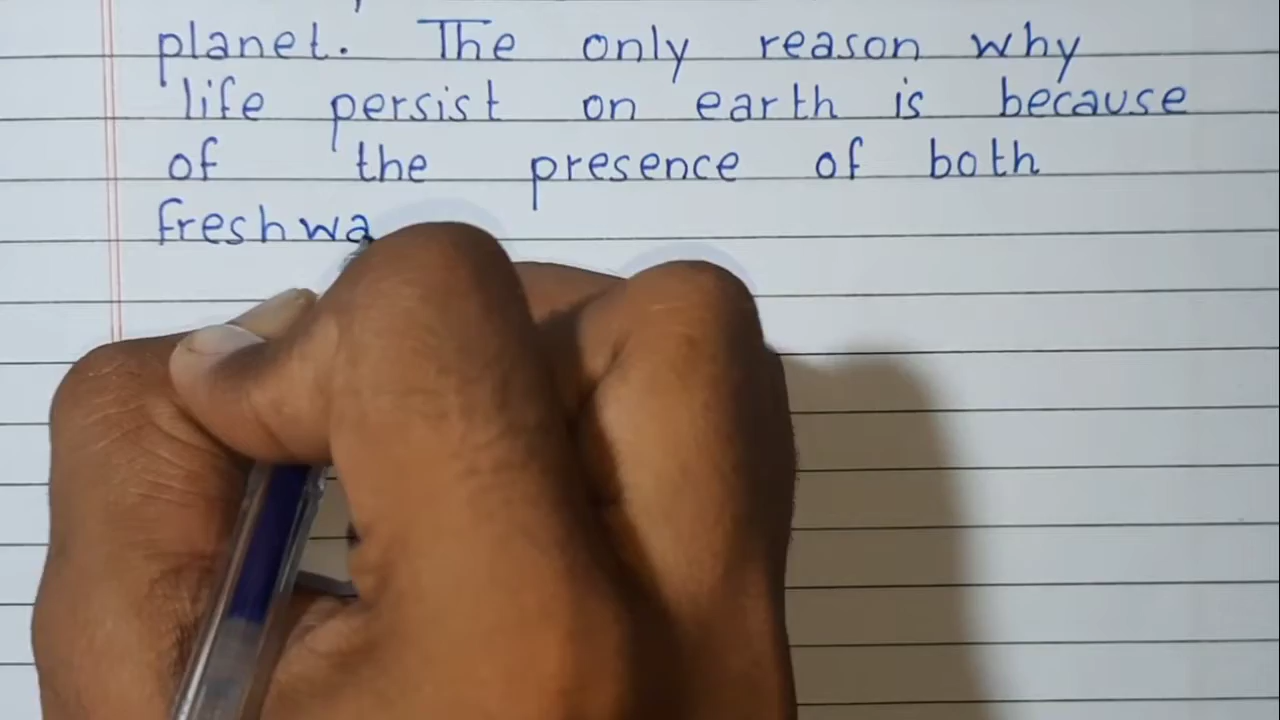 planet. The only reason why
life persist on earth is because
of the presence of both
freshwa